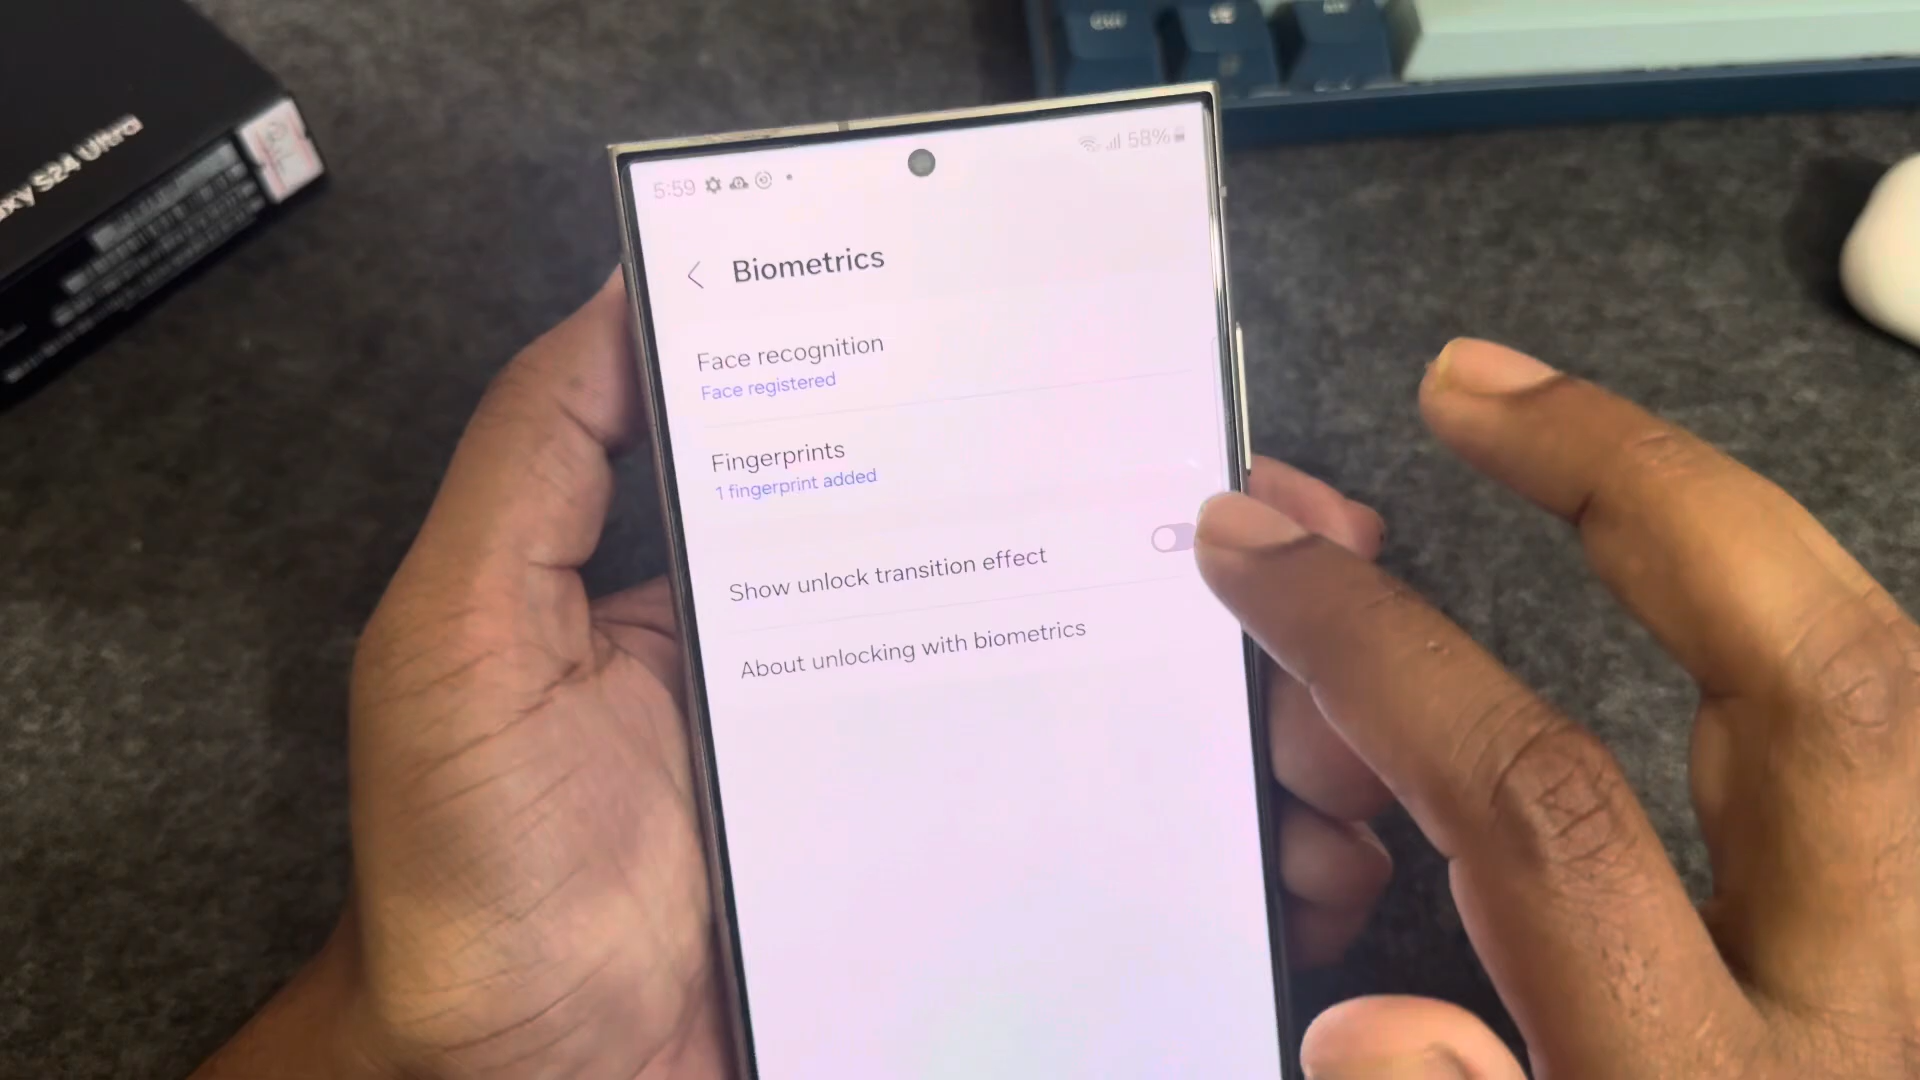 S24 Ultra
5:59
58%
Biometrics
Face recognition
Face registered
Fingerprints
1 fingerprint added
Show unlock transition effect
About unlocking with biometrics